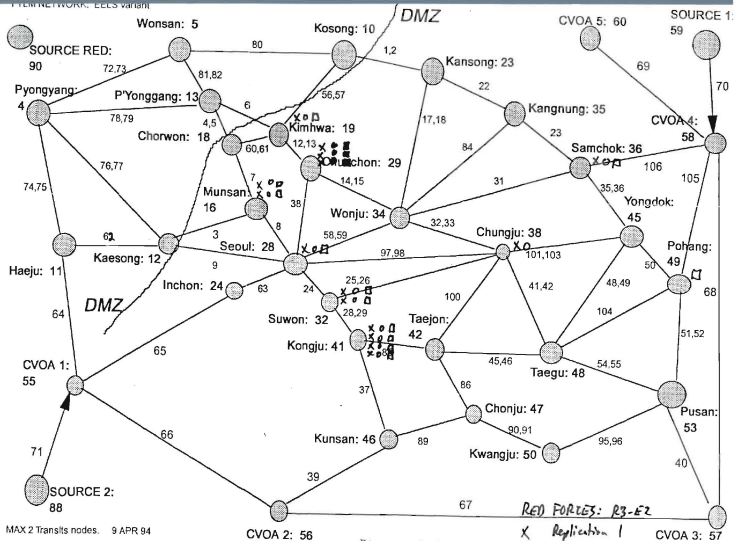 NETWORK: EELS variant
DMZ
Wonsan: 5
Kosong: 10
CVOA 5: 60
SOURCE 1:
59
SOURCE RED:
90
80
1,2
Kansong: 23
69
70
72,73
81,82
Pyongyang:
4
P'Yonggang: 13
6
56,57
22
Kangnung: 35
78,79
4,5
Kimhwa: 19
17,18
23
CVOA 4:
58
Chorwon: 18
60,61
12,13
29
84
Samchok: 36
106
76,77
7
14,15
31
105
74,75
Munsan:
16
38
Wonju: 34
35,36
Yongdok:
45
62
3
8
58,59
32,33
Chungju: 38
Pohang:
49
Haeju: 11
Kaesong: 12
Seoul: 28
97,98
101,103
50
68
9
Inchon: 24
63
24
25,26
48,49
DMZ
Suwon: 32
28,29
100
41,42
104
64
Taejon:
42
51,52
65
Kongju: 41
CVOA 1:
55
45,46
Taegu: 48
54,55
37
86
Pusan:
53
Chonju: 47
71
66
Kunsan: 46
89
90,91
95,96
Kwangju: 50
40
SOURCE 2:
88
39
67
RED FORCES: R3-E2
MAX 2 Transits nodes. 9 APR 94
CVOA 2: 56
X Replication 1
CVOA 3: 57